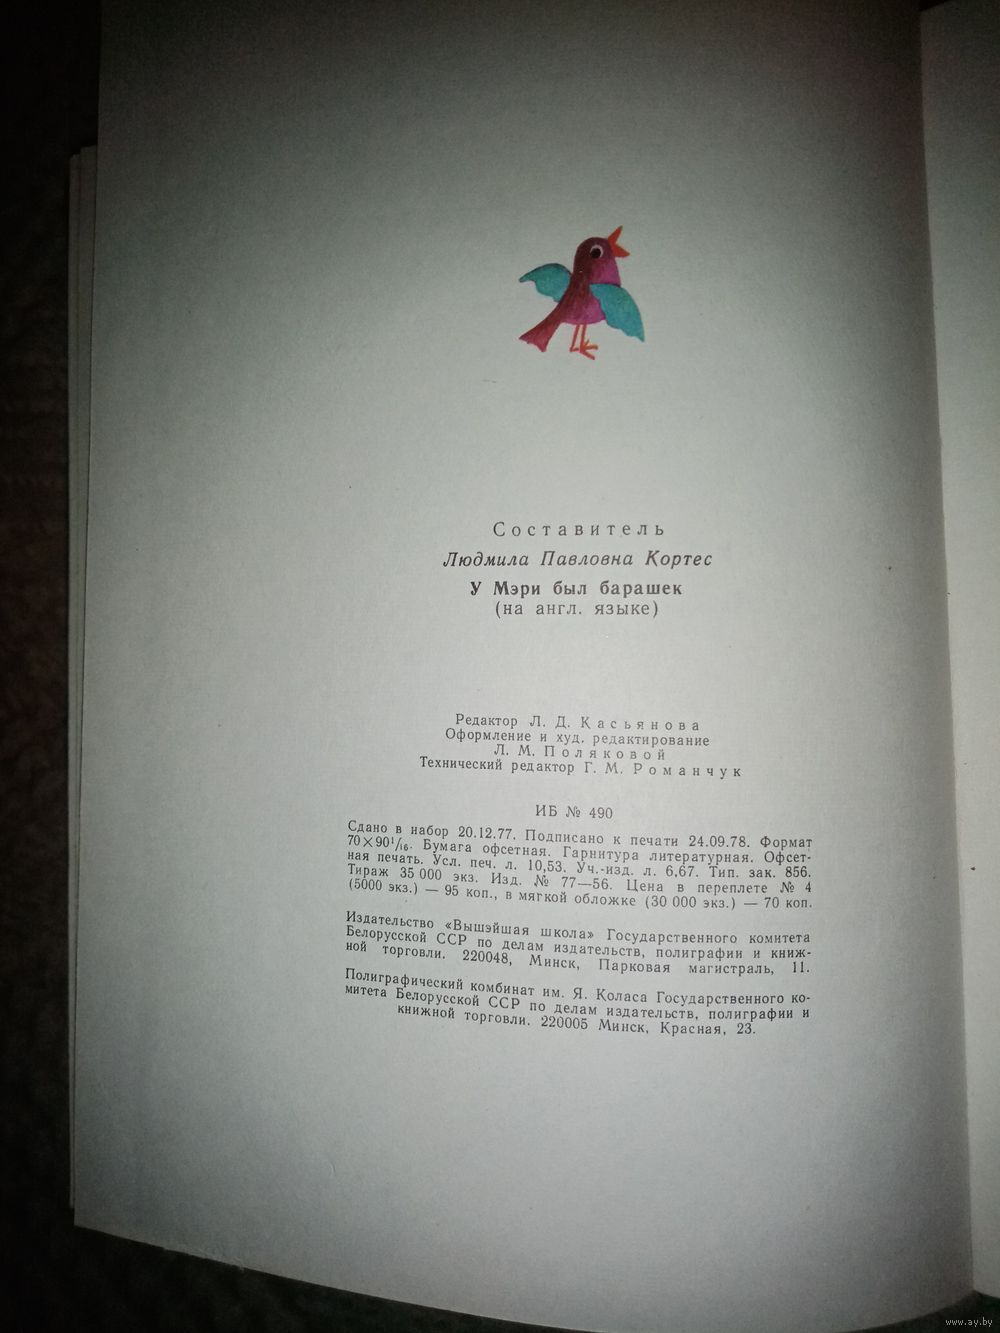 Составитель
Людмила Павловна Кортес
У Мэри был барашек
(на англ. языке)
Редактор Л. Д. Касьянова
Оформление и худ. редактирование
Л. М. Поляковой
Технический редактор Г. М. Романчук
ИБ № 490
Сдано в набор 20.12.77. Подписано к печати 24.09.78. Формат
70×90¹/₁₆. Бумага офсетная. Гарнитура литературная. Офсет-
ная печать. Усл. печ. л. 10,53. Уч.-изд. л. 6,67. Тип. зак. 856.
Тираж 35 000 экз. Изд. № 77—56. Цена в переплете № 4
(5000 экз.) — 95 коп., в мягкой обложке (30 000 экз.) — 70 коп.
Издательство «Вышэйшая школа» Государственного комитета
Белорусской ССР по делам издательств, полиграфии и книж-
ной торговли. 220048, Минск, Парковая магистраль, 11.
Полиграфический комбинат им. Я. Коласа Государственного ко-
митета Белорусской ССР по делам издательств, полиграфии и
книжной торговли. 220005 Минск, Красная, 23.
www.ay.by